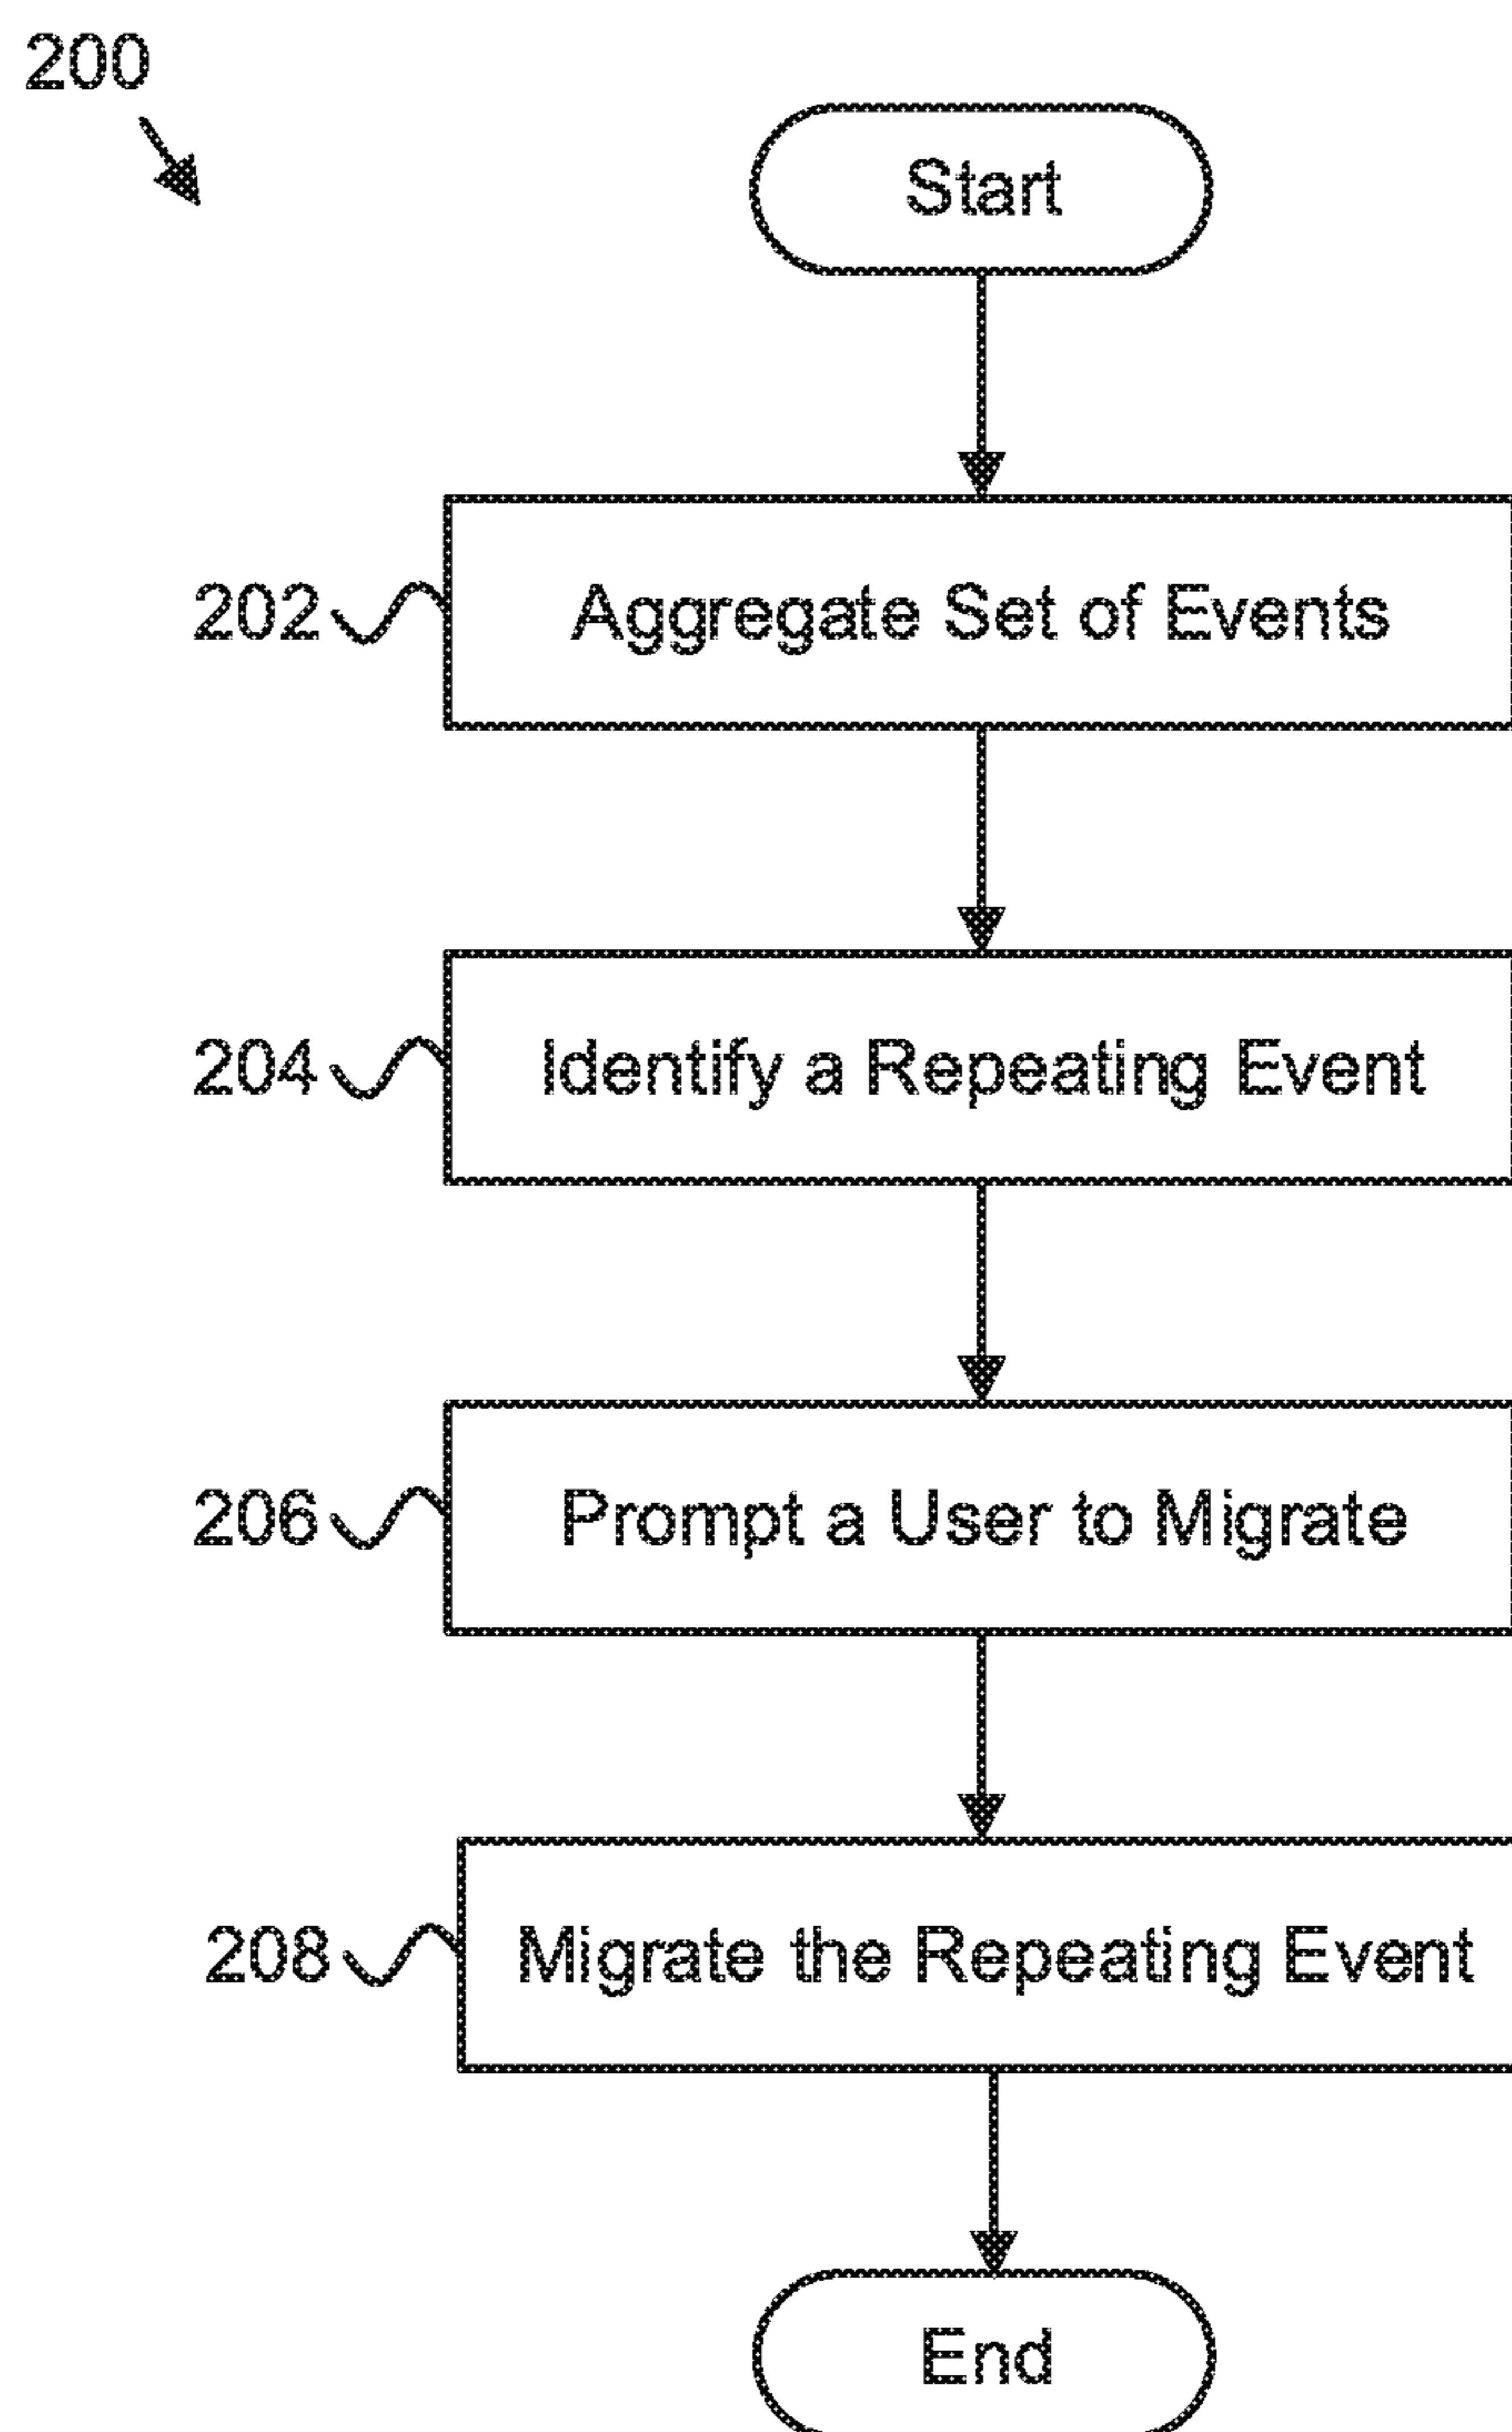 200
Start
202 Aggregate Set of Events
204 Identify a Repeating Event
206 Prompt a User to Migrate
208 Migrate the Repeating Event
End